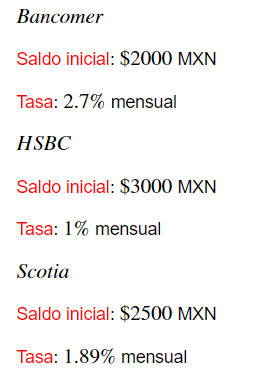 Bancomer
Saldo inicial: $2000 MXN
Tasa: 2.7% mensual
HSBC
Saldo inicial: $3000 MXN
Tasa: 1% mensual
Scotia
Saldo inicial: $2500 MXN
Tasa: 1.89% mensual